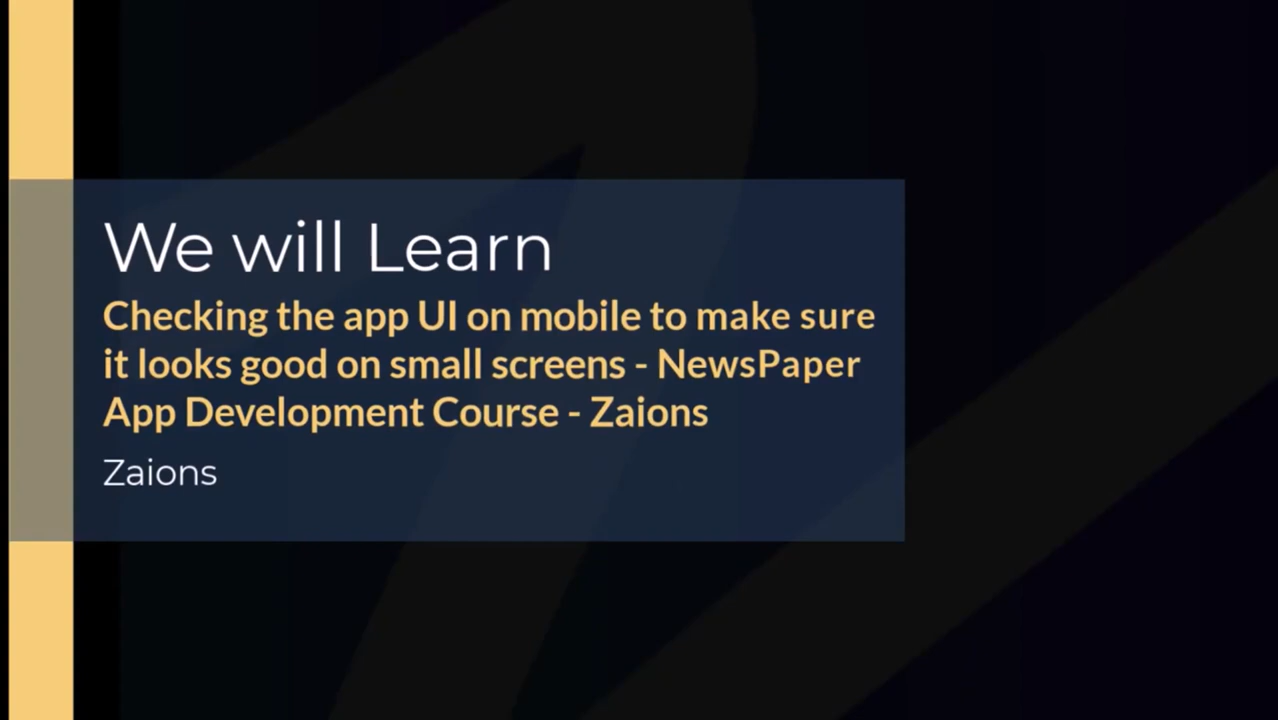 We will Learn
Checking the app UI on mobile to make sure
it looks good on small screens - NewsPaper
App Development Course - Zaions
Zaions